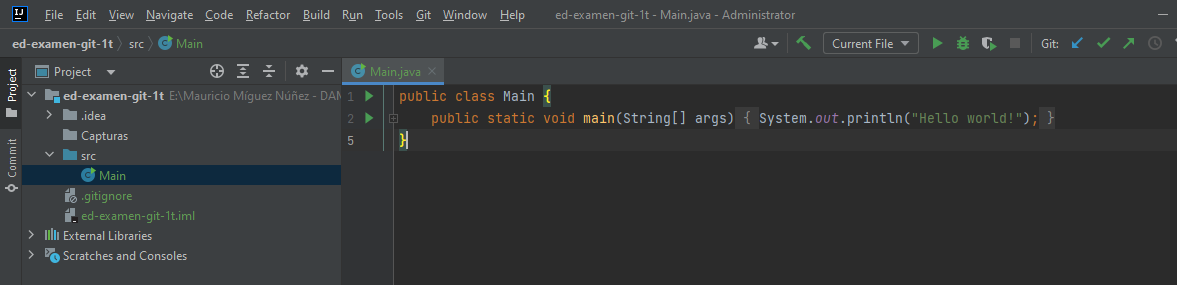 IJ File Edit View Navigate Code Refactor Build Run Tools Git Window Help ed-examen-git-1t - Main.java - Administrator
ed-examen-git-1t src Main Current File Git:
Project Main.java
ed-examen-git-1t E:\Mauricio Míguez Núñez - DAM
.idea
Capturas
src
Main
.gitignore
ed-examen-git-1t.iml
External Libraries
Scratches and Consoles
Project
Commit
1 public class Main {
2 public static void main(String[] args) { System.out.println("Hello world!"); }
5 }